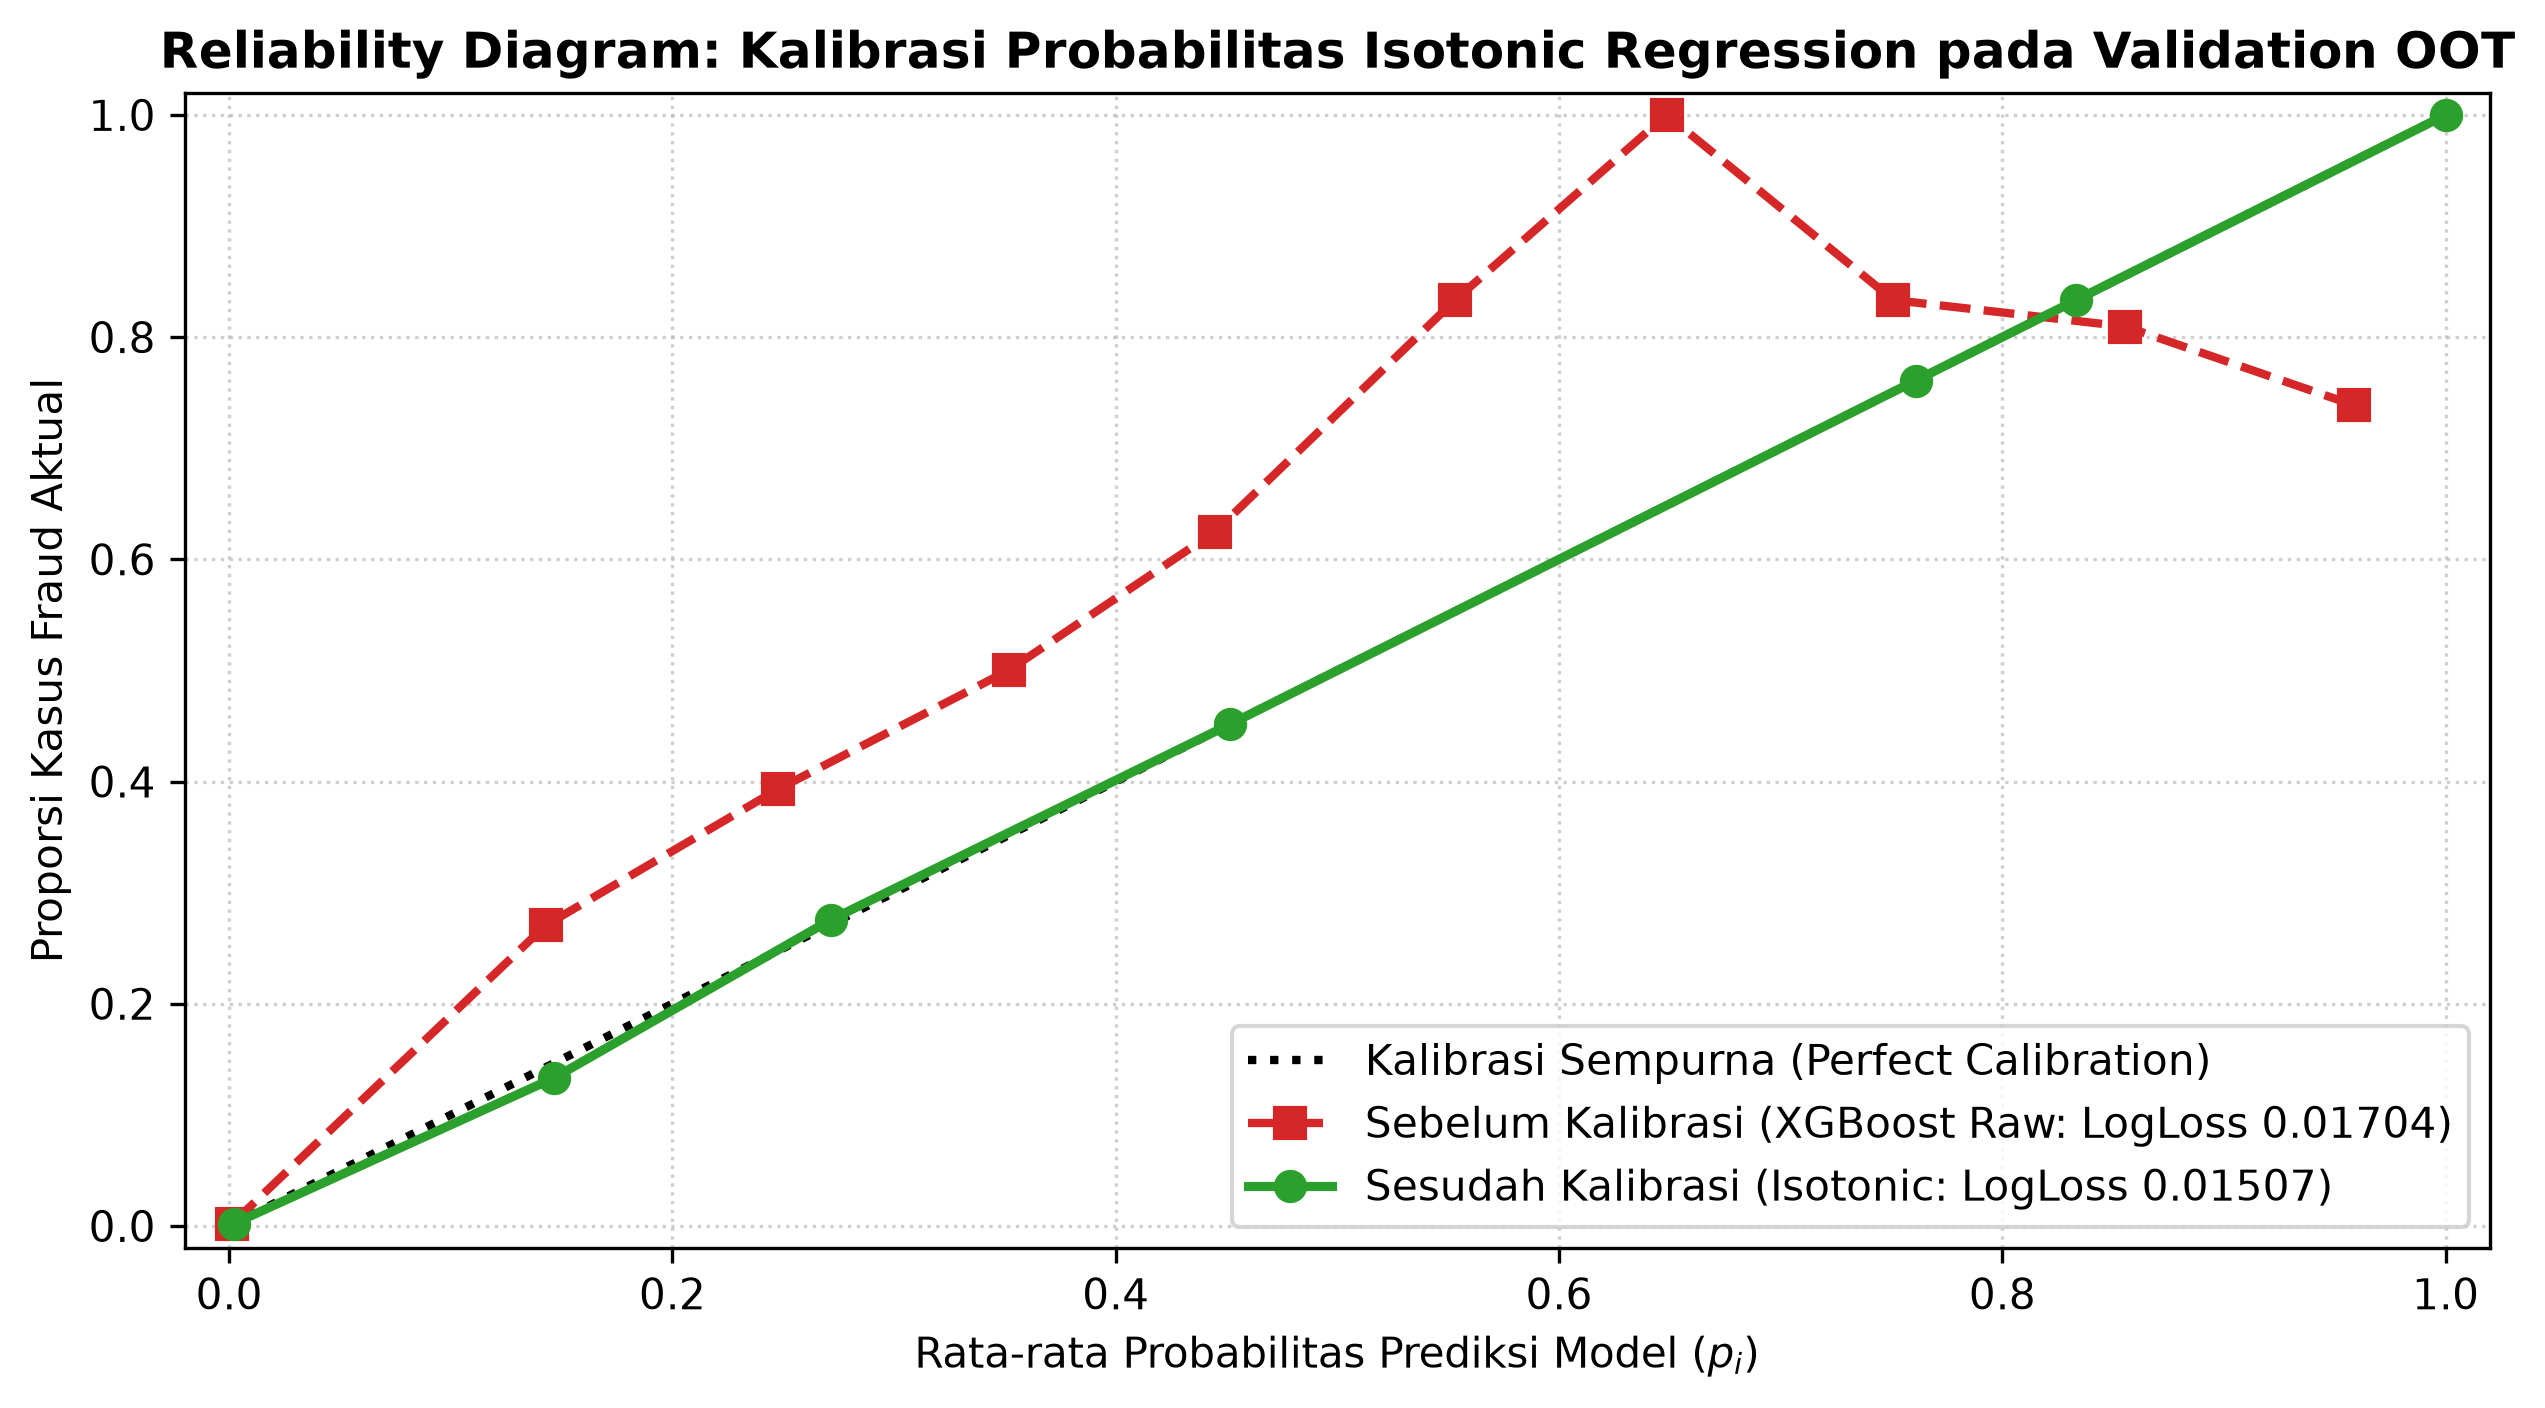 Reliability Diagram: Kalibrasi Probabilitas Isotonic Regression pada Validation OOT
1.0
0.8
0.6
0.4
0.2
0.0
Proporsi Kasus Fraud Aktual
Kalibrasi Sempurna (Perfect Calibration)
Sebelum Kalibrasi (XGBoost Raw: LogLoss 0.01704)
Sesudah Kalibrasi (Isotonic: LogLoss 0.01507)
0.0 0.2 0.4 0.6 0.8 1.0
Rata-rata Probabilitas Prediksi Model (pᵢ)